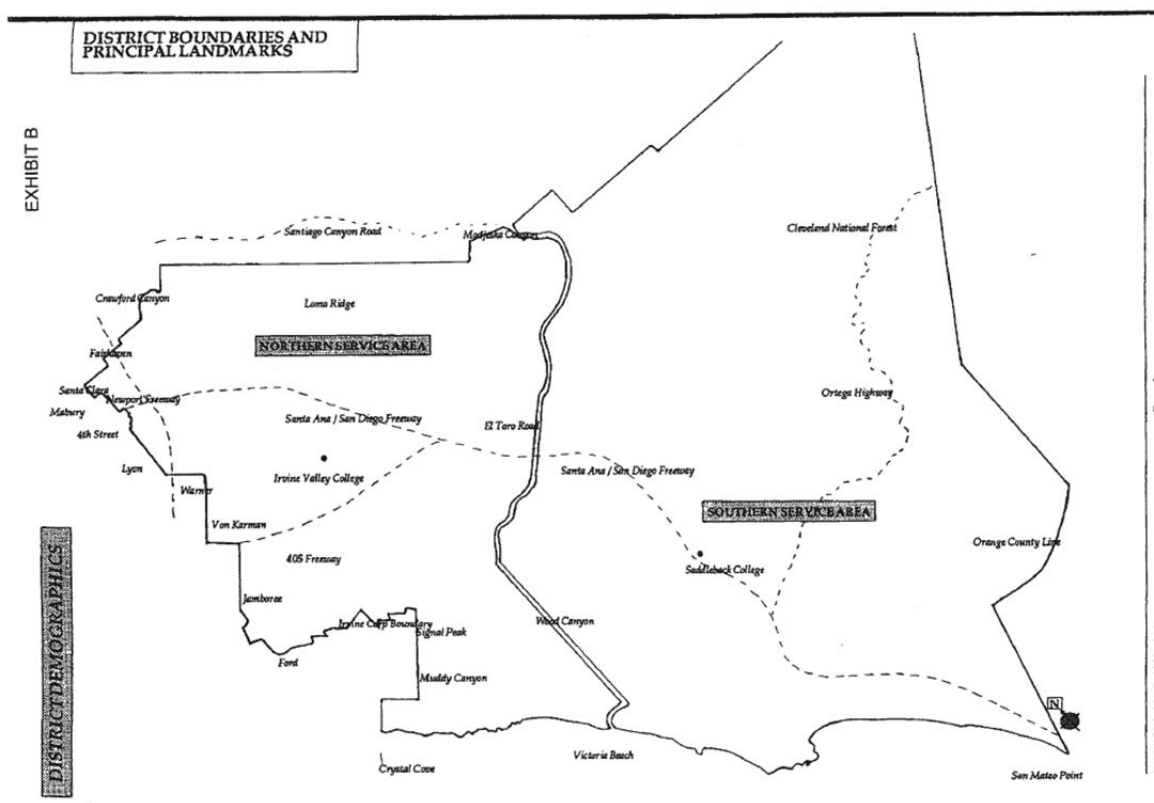 DISTRICT BOUNDARIES AND
PRINCIPAL LANDMARKS
EXHIBIT B
Santiago Canyon Road
Modjeska Canyon
Cleveland National Forest
Crawford Canyon
Loma Ridge
NORTHERN SERVICE AREA
Fairhaven
Santa Clara
Newport Freeway
Ortega Highway
Mabury
Santa Ana / San Diego Freeway
El Toro Road
4th Street
Lyon
Irvine Valley College
Santa Ana / San Diego Freeway
Warner
SOUTHERN SERVICE AREA
Von Karman
Orange County Line
405 Freeway
Saddleback College
DISTRICT DEMOGRAPHICS
Jamboree
Irvine Corp Boundary
Wood Canyon
Signal Peak
Ford
Muddy Canyon
N
Victoria Beach
Crystal Cove
San Mateo Point